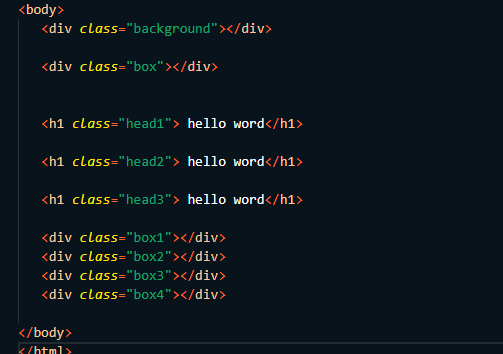 <body>
<div class="background"></div>
<div class="box"></div>
<h1 class="head1"> hello word</h1>
<h1 class="head2"> hello word</h1>
<h1 class="head3"> hello word</h1>
<div class="box1"></div>
<div class="box2"></div>
<div class="box3"></div>
<div class="box4"></div>
</body>
</html>